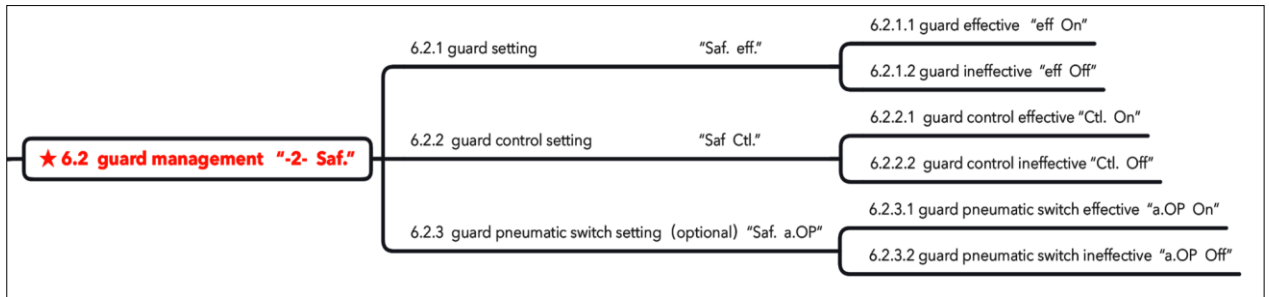 6.2.1.1 guard effective “eff On”
6.2.1 guard setting “Saf. eff.”
6.2.1.2 guard ineffective “eff Off”
6.2.2.1 guard control effective “Ctl. On”
6.2.2 guard control setting “Saf Ctl.”
★ 6.2 guard management “-2- Saf.”
6.2.2.2 guard control ineffective “Ctl. Off”
6.2.3.1 guard pneumatic switch effective “a.OP On”
6.2.3 guard pneumatic switch setting (optional) “Saf. a.OP”
6.2.3.2 guard pneumatic switch ineffective “a.OP Off”